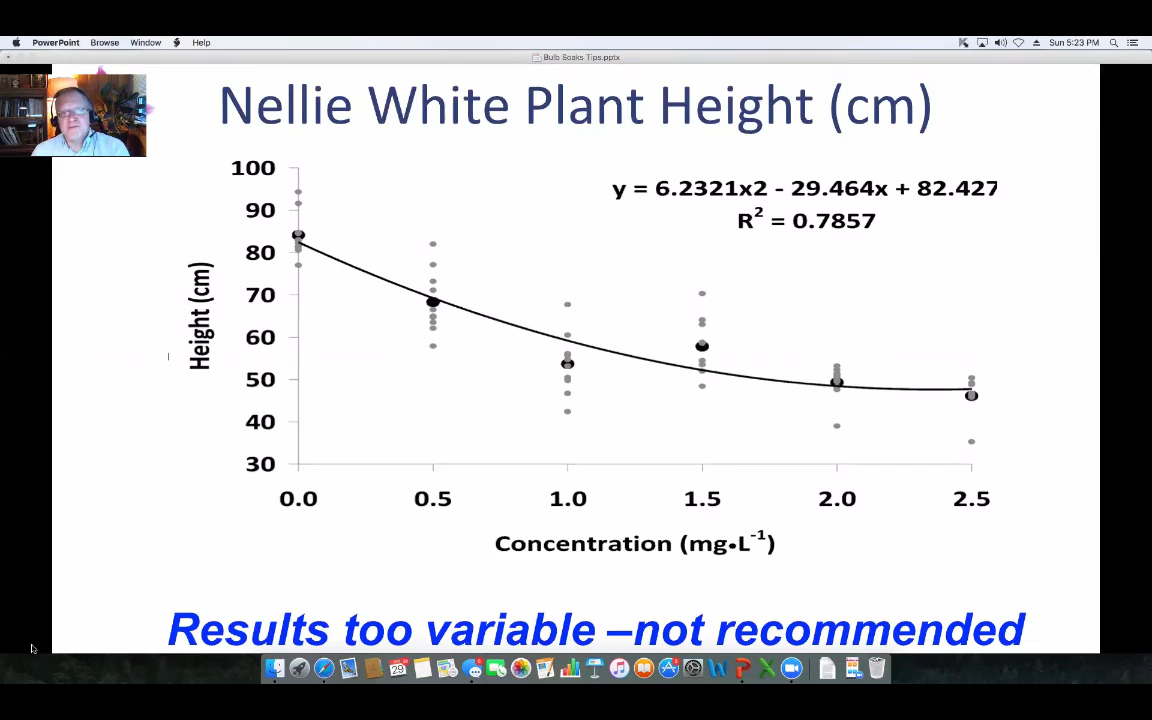 PowerPoint Browse Window Help Sun 5:23 PM
Bulb Soaks Tips.pptx
Nellie White Plant Height (cm)
y = 6.2321x2 - 29.464x + 82.427
R² = 0.7857
100
90
80
70
60
50
40
30
Height (cm)
0.0 0.5 1.0 1.5 2.0 2.5
Concentration (mg•L⁻¹)
Results too variable –not recommended
29